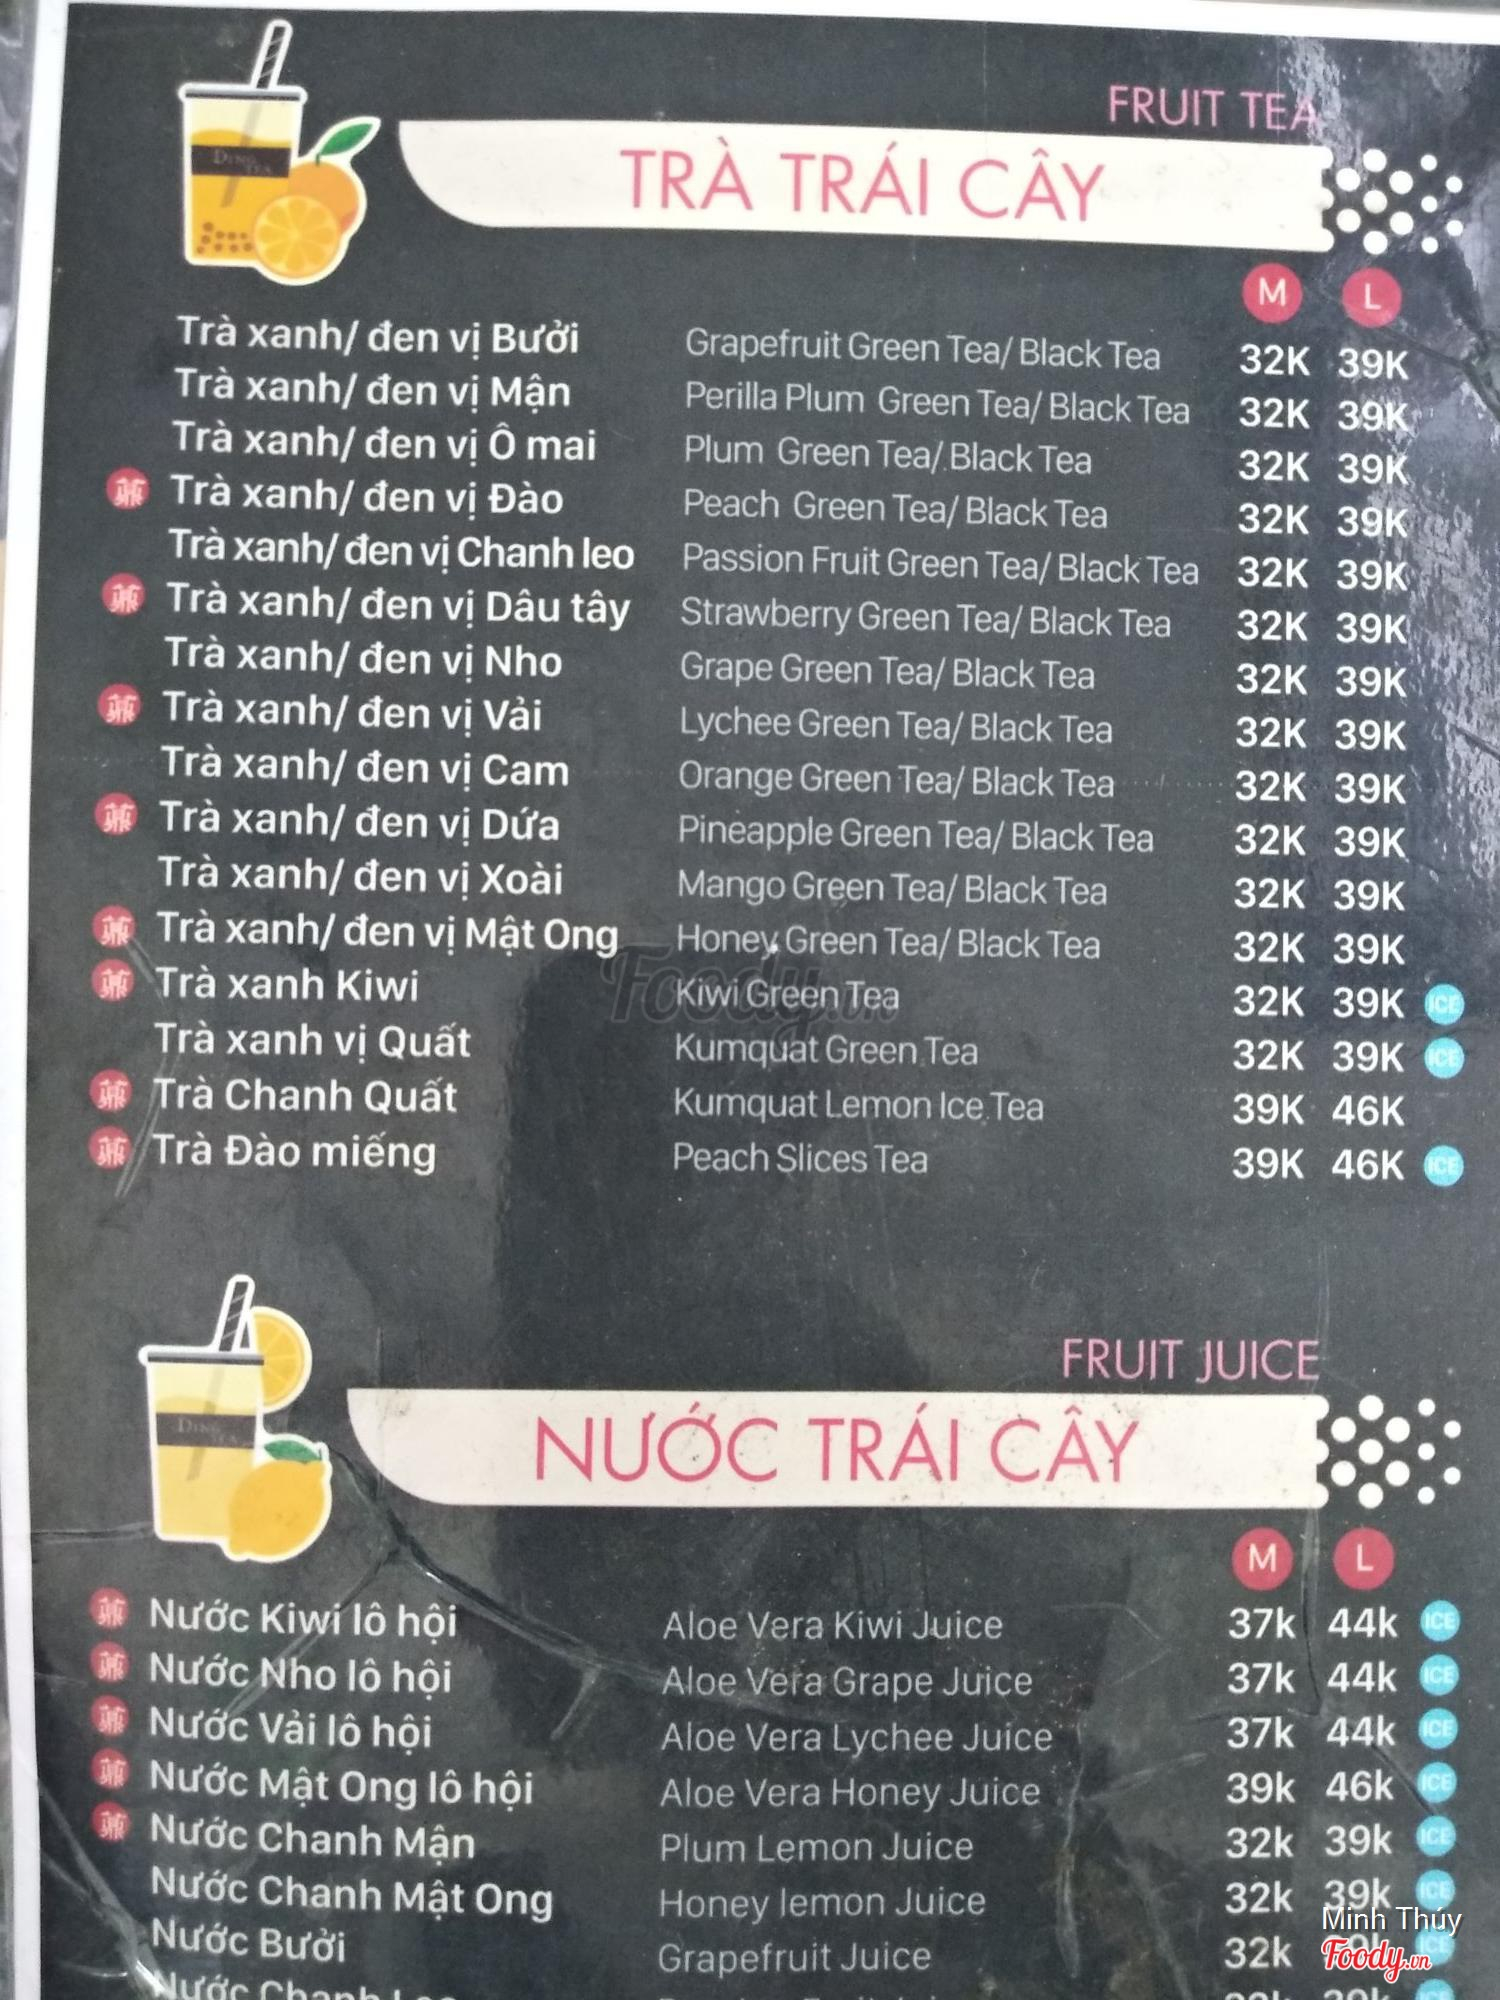 FRUIT TEA
DING TEA
TRÀ TRÁI CÂY
M L
Trà xanh/ đen vị Bưởi Grapefruit Green Tea/ Black Tea 32K 39K
Trà xanh/ đen vị Mận Perilla Plum Green Tea/ Black Tea 32K 39K
Trà xanh/ đen vị Ô mai Plum Green Tea/ Black Tea 32K 39K
Trà xanh/ đen vị Đào Peach Green Tea/ Black Tea 32K 39K
Trà xanh/ đen vị Chanh leo Passion Fruit Green Tea/ Black Tea 32K 39K
Trà xanh/ đen vị Dâu tây Strawberry Green Tea/ Black Tea 32K 39K
Trà xanh/ đen vị Nho Grape Green Tea/ Black Tea 32K 39K
Trà xanh/ đen vị Vải Lychee Green Tea/ Black Tea 32K 39K
Trà xanh/ đen vị Cam Orange Green Tea/ Black Tea 32K 39K
Trà xanh/ đen vị Dứa Pineapple Green Tea/ Black Tea 32K 39K
Trà xanh/ đen vị Xoài Mango Green Tea/ Black Tea 32K 39K
Trà xanh/ đen vị Mật Ong Honey Green Tea/ Black Tea 32K 39K
Trà xanh Kiwi Kiwi Green Tea 32K 39K ICE
Foody.vn
Trà xanh vị Quất Kumquat Green Tea 32K 39K ICE
Trà Chanh Quất Kumquat Lemon Ice Tea 39K 46K
Trà Đào miếng Peach Slices Tea 39K 46K ICE
FRUIT JUICE
DING TEA
NƯỚC TRÁI CÂY
M L
Nước Kiwi lô hội Aloe Vera Kiwi Juice 37k 44k ICE
Nước Nho lô hội Aloe Vera Grape Juice 37k 44k ICE
Nước Vải lô hội Aloe Vera Lychee Juice 37k 44k ICE
Nước Mật Ong lô hội Aloe Vera Honey Juice 39k 46k ICE
Nước Chanh Mận Plum Lemon Juice 32k 39k ICE
Nước Chanh Mật Ong Honey lemon Juice 32k 39k ICE
Minh Thúy
Nước Bưởi Grapefruit Juice 32k ICE
Foody.vn
Nước Chanh